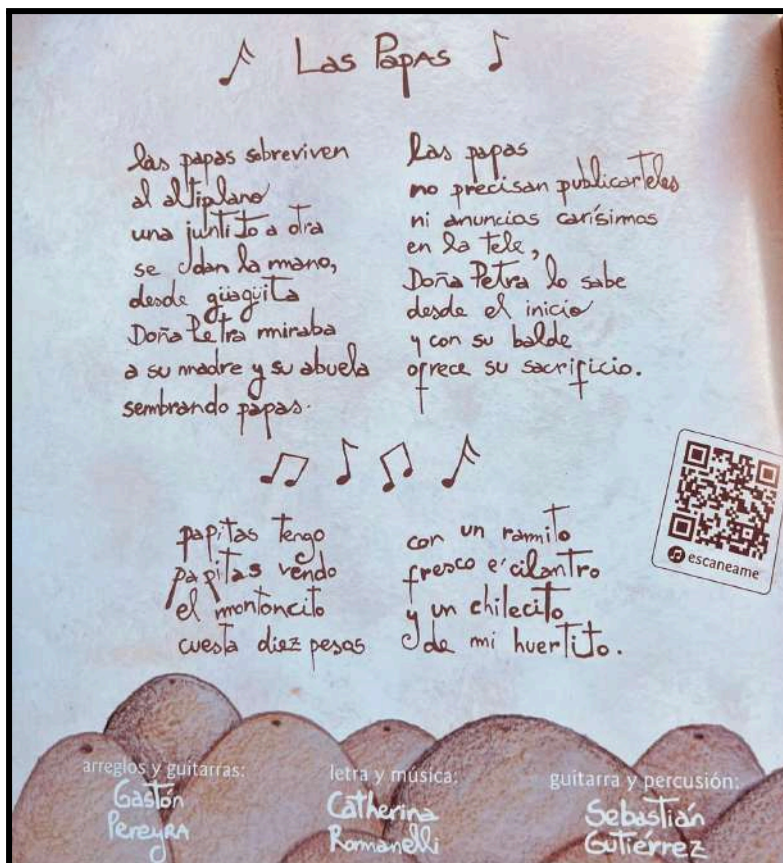 Las Papas
las papas sobreviven
al altiplano
una juntito a otra
se dan la mano,
desde güagüita
Doña Petra miraba
a su madre y su abuela
sembrando papas.
Las papas
no precisan publicarteles
ni anuncios carísimos
en la tele,
Doña Petra lo sabe
desde el inicio
y con su balde
ofrece su sacrificio.
papitas tengo
papitas vendo
el montoncito
cuesta diez pesos
con un ramito
fresco e' cilantro
y un chilecito
de mi huertito.
escaneame
arreglos y guitarras:
Gastón
Pereyra
letra y música:
Catherina
Romanelli
guitarra y percusión:
Sebastián
Gutiérrez